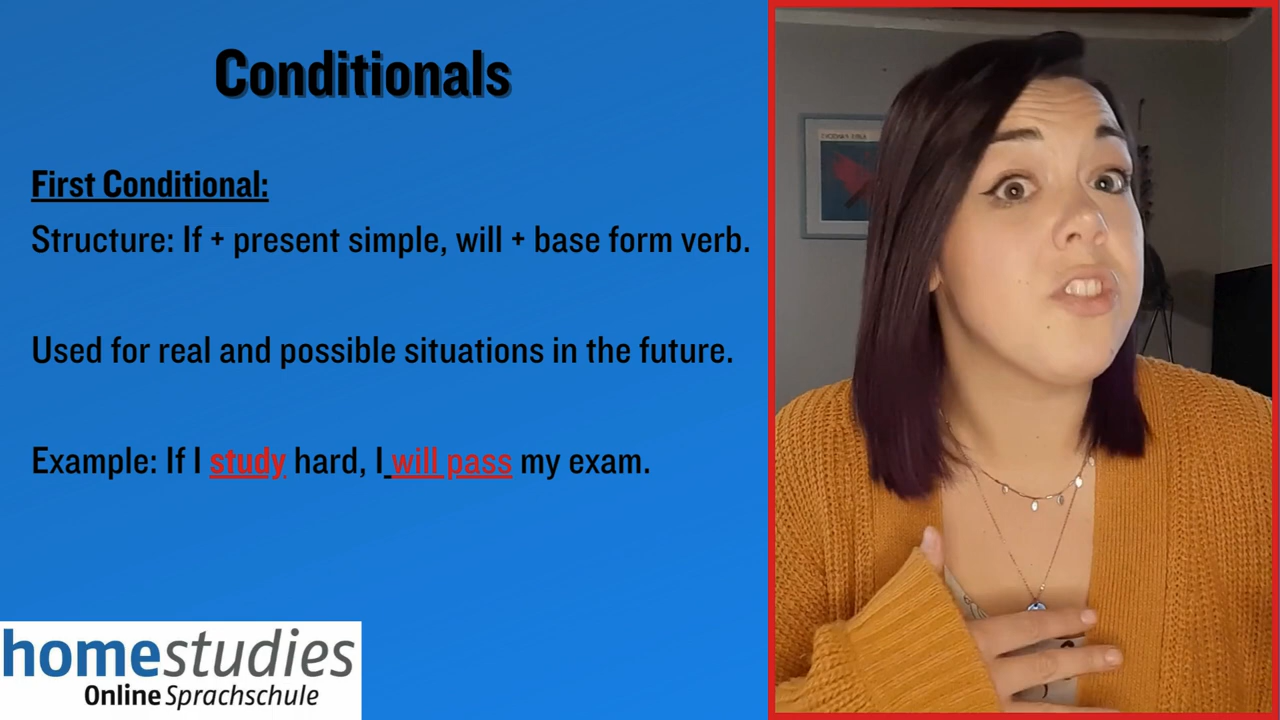 Conditionals
First Conditional:
Structure: If + present simple, will + base form verb.
Used for real and possible situations in the future.
Example: If I study hard, I will pass my exam.
homestudies
Online Sprachschule